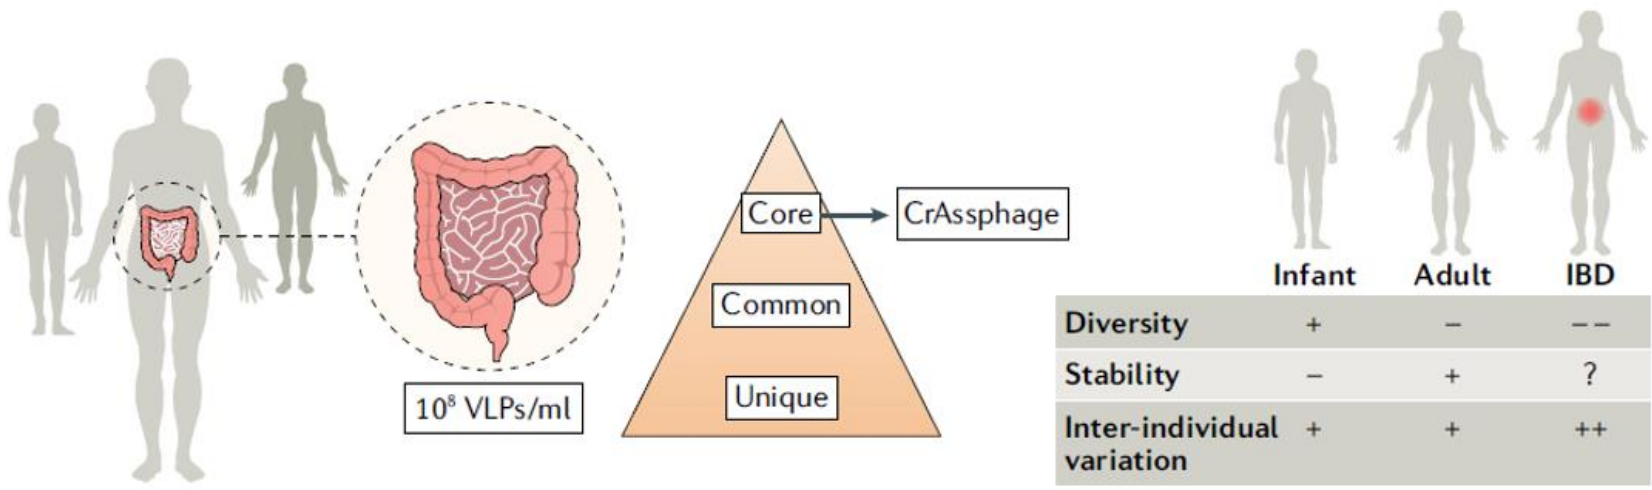 10⁸ VLPs/ml
Core
CrAssphage
Common
Unique
Infant Adult IBD
Diversity + − − −
Stability − + ?
Inter-individual + + ++
variation